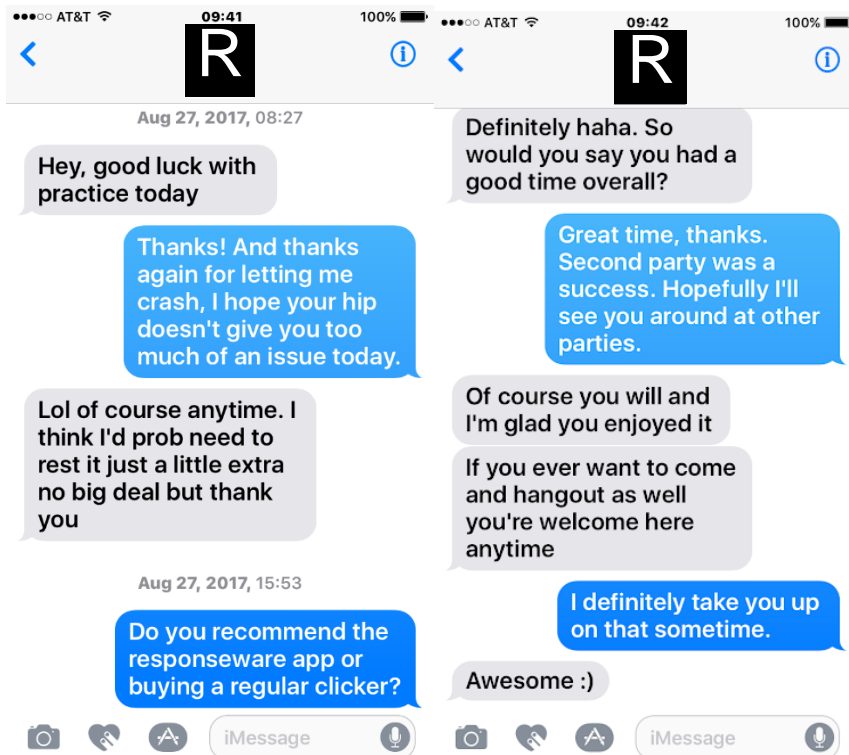 ●●●○○ AT&T 09:41 100%
R
Aug 27, 2017, 08:27
Hey, good luck with
practice today
Thanks! And thanks
again for letting me
crash, I hope your hip
doesn't give you too
much of an issue today.
Lol of course anytime. I
think I'd prob need to
rest it just a little extra
no big deal but thank
you
Aug 27, 2017, 15:53
Do you recommend the
responseware app or
buying a regular clicker?
iMessage
●●●○○ AT&T 09:42 100%
R
Definitely haha. So
would you say you had a
good time overall?
Great time, thanks.
Second party was a
success. Hopefully I'll
see you around at other
parties.
Of course you will and
I'm glad you enjoyed it
If you ever want to come
and hangout as well
you're welcome here
anytime
I definitely take you up
on that sometime.
Awesome :)
iMessage